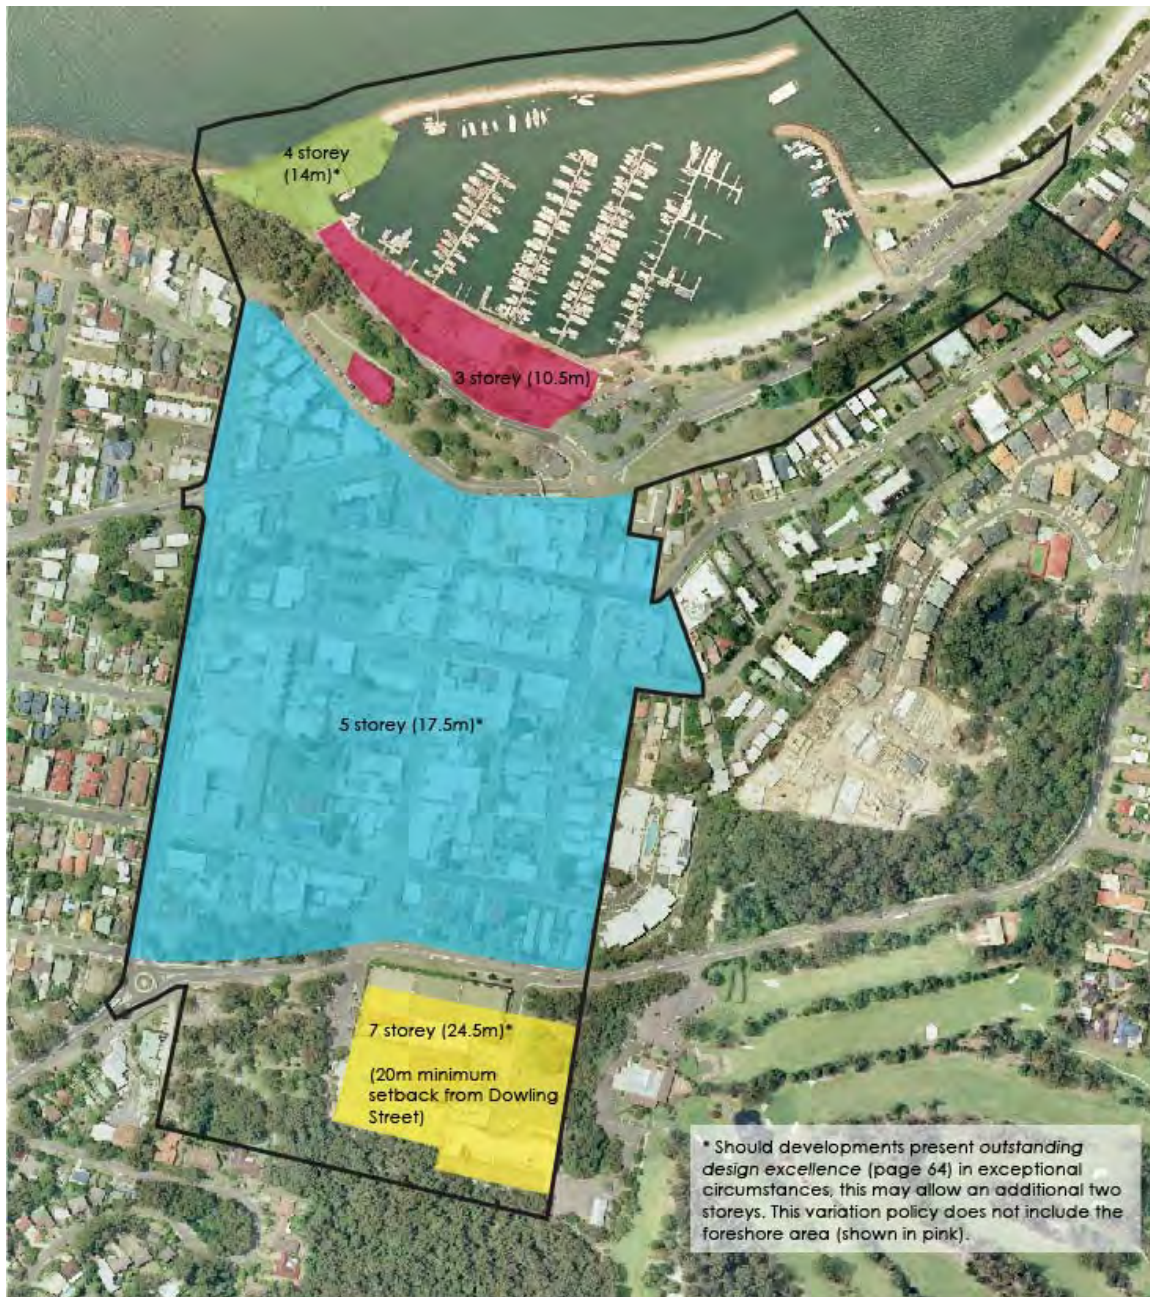 4 storey
(14m)*
3 storey (10.5m)
5 storey (17.5m)*
7 storey (24.5m)*
(20m minimum
setback from Dowling
Street)
* Should developments present outstanding
design excellence (page 64) in exceptional
circumstances, this may allow an additional two
storeys. This variation policy does not include the
foreshore area (shown in pink).